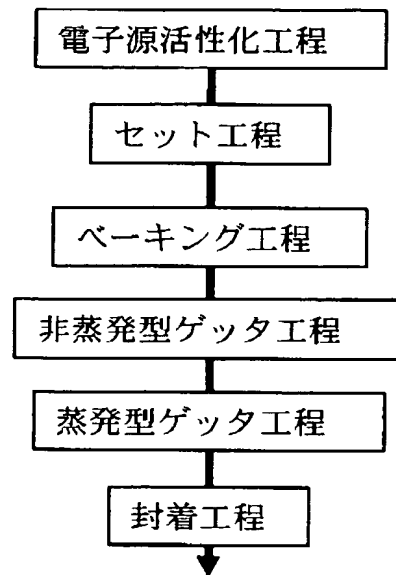 電子源活性化工程
セット工程
ベーキング工程
非蒸発型ゲッタ工程
蒸発型ゲッタ工程
封着工程